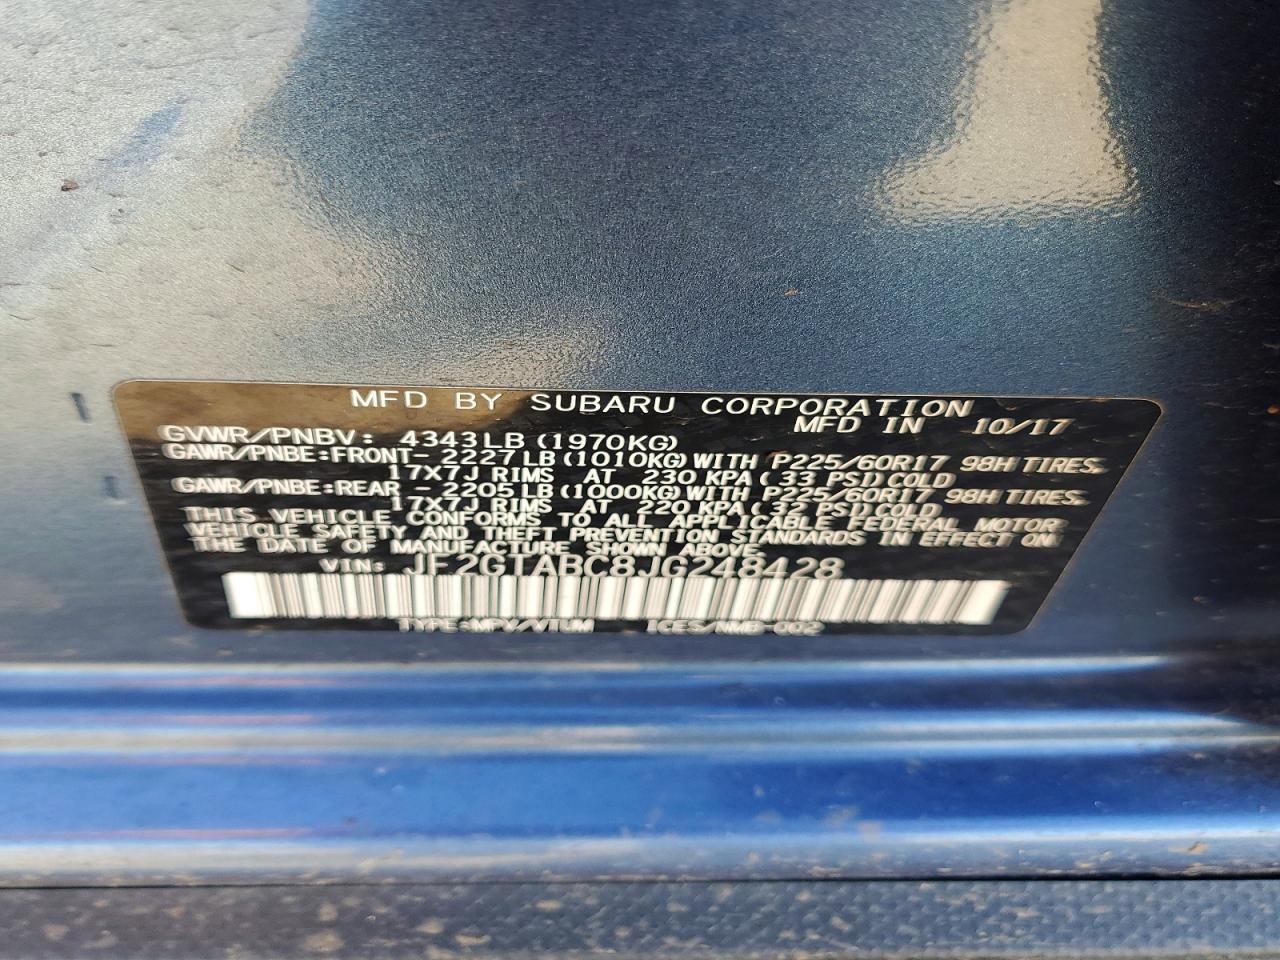 MFD BY SUBARU CORPORATION
MFD IN 10/17
GVWR/PNBV: 4343LB (1970KG)
GAWR/PNBE:FRONT- 2227LB(1010KG)WITH P225/60R17 98H TIRES,
17X7J RIMS AT 230 KPA( 33 PSI)COLD
GAWR/PNBE:REAR - 2205LB(1000KG)WITH P225/60R17 98H TIRES,
17X7J RIMS AT 220 KPA( 32 PSI)COLD
THIS VEHICLE CONFORMS TO ALL APPLICABLE FEDERAL MOTOR
VEHICLE SAFETY AND THEFT PREVENTION STANDARDS IN EFFECT ON
THE DATE OF MANUFACTURE SHOWN ABOVE.
VIN: JF2GTABC8JG248428
TYPE:MPV/VTUM ICES/NMB-002